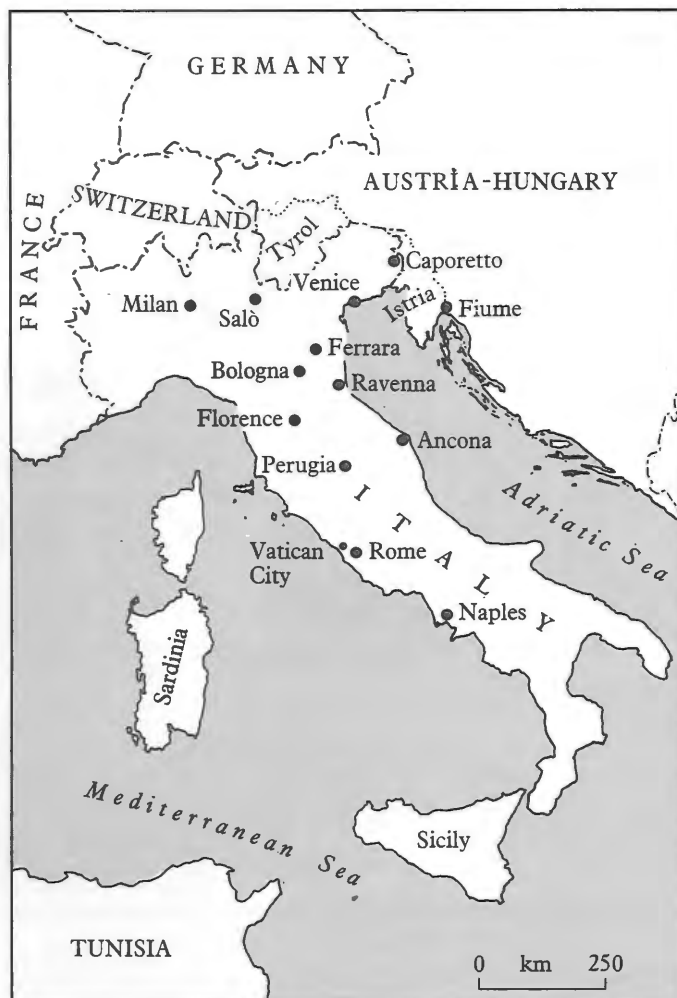 GERMANY
AUSTRIA-HUNGARY
SWITZERLAND
FRANCE
Tyrol
Caporetto
Venice
Istria
Milan
Salò
Fiume
Ferrara
Bologna
Ravenna
Florence
Ancona
Perugia
ITALY
Adriatic Sea
Vatican
City
Rome
Naples
Sardinia
Mediterranean Sea
Sicily
TUNISIA
0 km 250